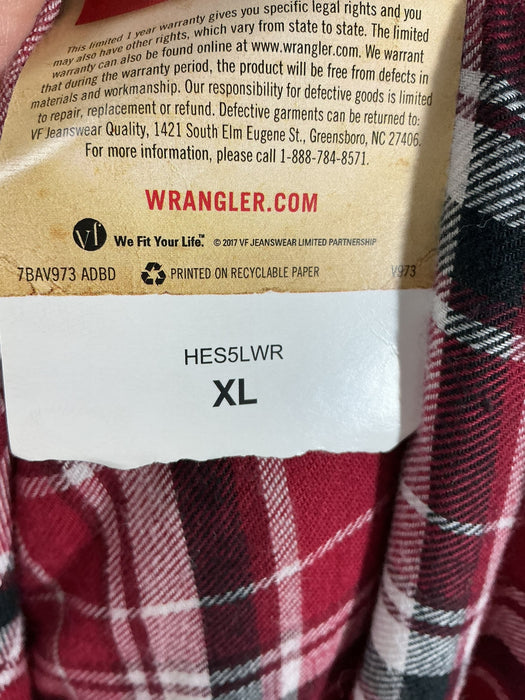 This limited 1 year warranty gives you specific legal rights and you
may also have other rights, which vary from state to state. The limited
warranty can also be found online at www.wrangler.com. We warrant
that during the warranty period, the product will be free from defects in
materials and workmanship. Our responsibility for defective goods is limited
to repair, replacement or refund. Defective garments can be returned to:
VF Jeanswear Quality, 1421 South Elm Eugene St., Greensboro, NC 27406.
For more information, please call 1-888-784-8571.
WRANGLER.COM
vf We Fit Your Life.™ © 2017 VF JEANSWEAR LIMITED PARTNERSHIP
7BAV973 ADBD PRINTED ON RECYCLABLE PAPER V973
HES5LWR
XL